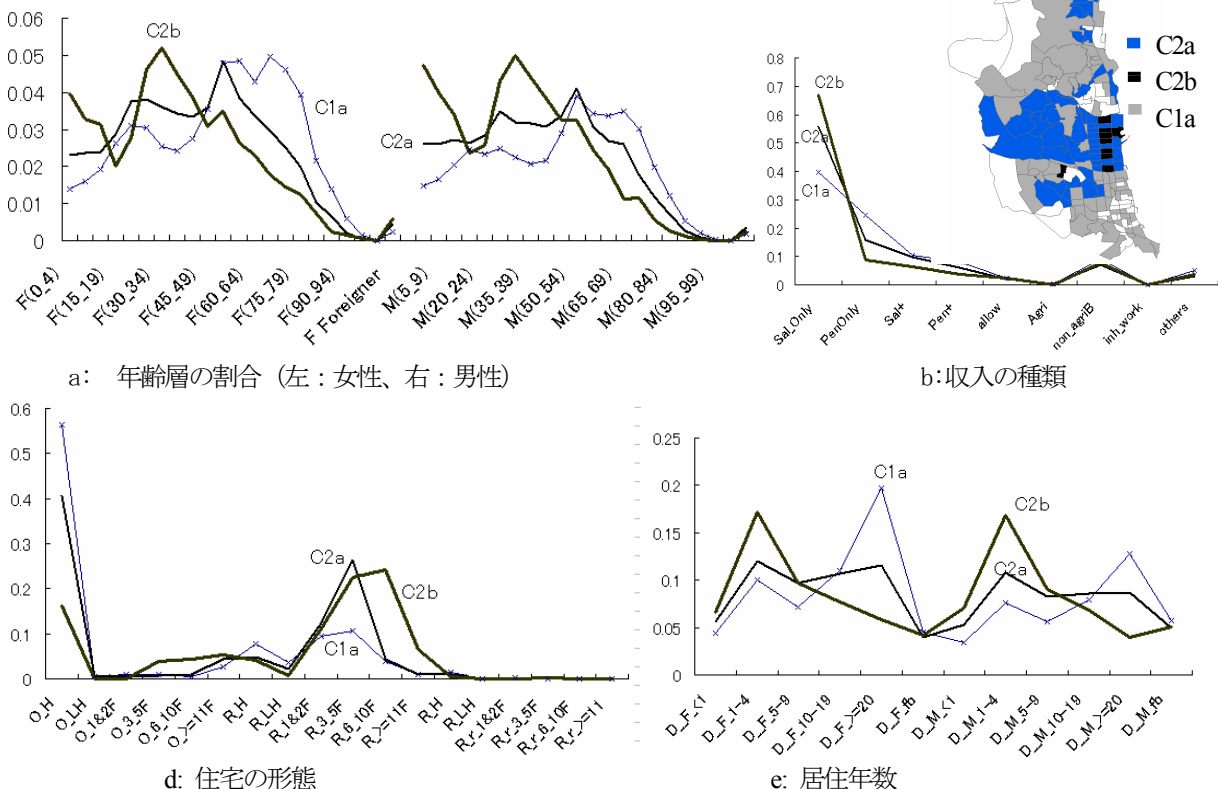 0.06
0.05
0.04
0.03
0.02
0.01
0
C2b
C1a
C2a
F(0_4)
F(15_19)
F(30_34)
F(45_49)
F(60_64)
F(75_79)
F(90_94)
F Foreigner
M(5_9)
M(20_24)
M(35_39)
M(50_54)
M(65_69)
M(80_84)
M(95_99)
a: 年齢層の割合（左：女性、右：男性）
0.8
0.7
0.6
0.5
0.4
0.3
0.2
0.1
0
C2b
C2a
C1a
C2a
C2b
C1a
Sal_Only
PenOnly
Sal+
Pen+
allow
Agri
non_agriB
inh_work
others
b:収入の種類
0.6
0.5
0.4
0.3
0.2
0.1
0
C2a
C2b
C1a
O_H
O_LH
O_1&2F
O_3_5F
O_6_10F
O_>=11F
R_H
R_LH
R_1&2F
R_3_5F
R_6_10F
R_>=11F
R_H
R_LH
R_r_1&2F
R_r_3_5F
R_r_6_10F
R_r_>=11
d: 住宅の形態
0.25
0.2
0.15
0.1
0.05
0
C1a
C2b
C2a
D_F_<1
D_F_1-4
D_F_5-9
D_F_10-19
D_F_>=20
D_F_fb
D_M_<1
D_M_1-4
D_M_5-9
D_M_10-19
D_M_>=20
D_M_fb
e: 居住年数